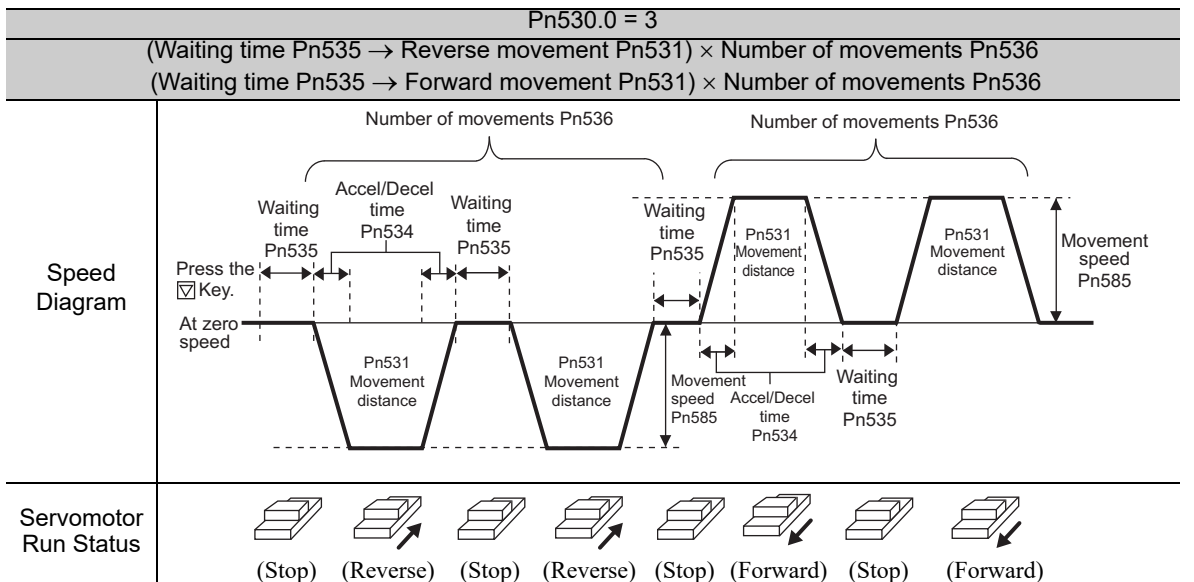 Pn530.0 = 3
(Waiting time Pn535 → Reverse movement Pn531) × Number of movements Pn536
(Waiting time Pn535 → Forward movement Pn531) × Number of movements Pn536
Speed
Diagram
Number of movements Pn536
Number of movements Pn536
Waiting
time
Pn535
Accel/Decel
time
Pn534
Waiting
time
Pn535
Waiting
time
Pn535
Pn531
Movement
distance
Pn531
Movement
distance
Movement
speed
Pn585
Press the
▽ Key.
At zero
speed
Pn531
Movement
distance
Pn531
Movement
distance
Movement
speed
Pn585
Accel/Decel
time
Pn534
Waiting
time
Pn535
Servomotor
Run Status
(Stop) (Reverse) (Stop) (Reverse) (Stop) (Forward) (Stop) (Forward)